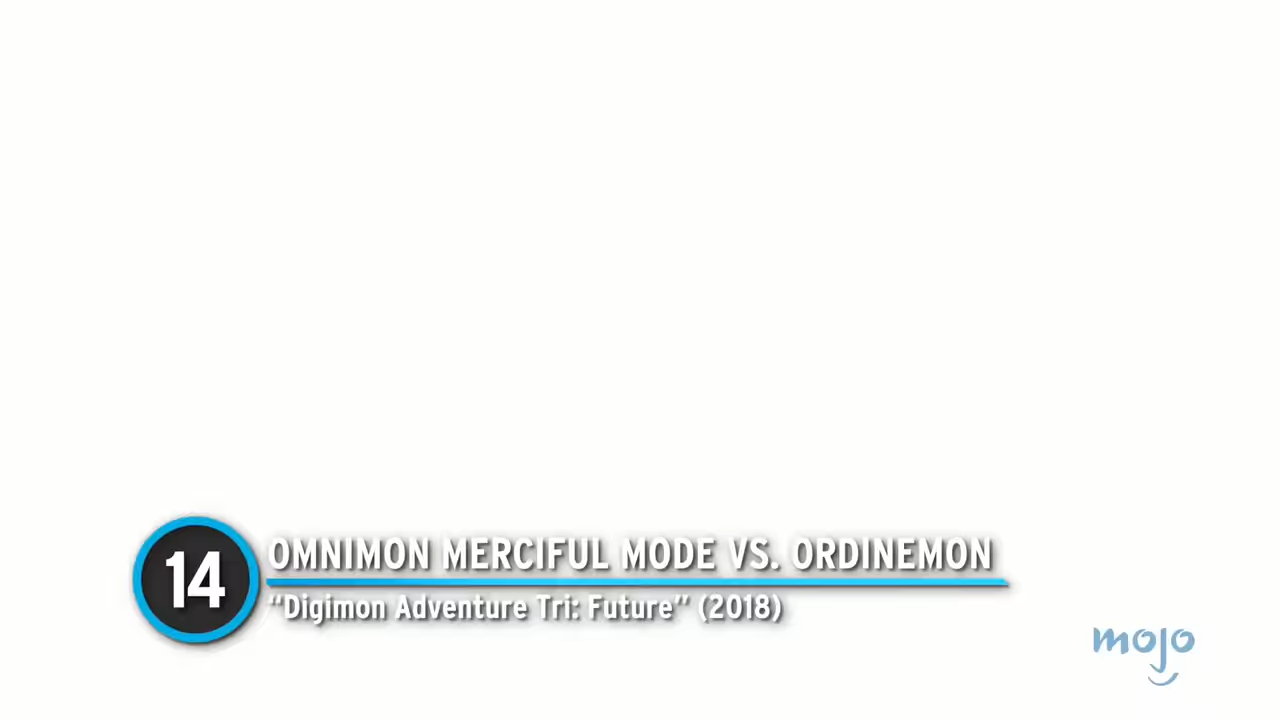 14
OMNIMON MERCIFUL MODE VS. ORDINEMON
“Digimon Adventure Tri: Future” (2018)
mojo